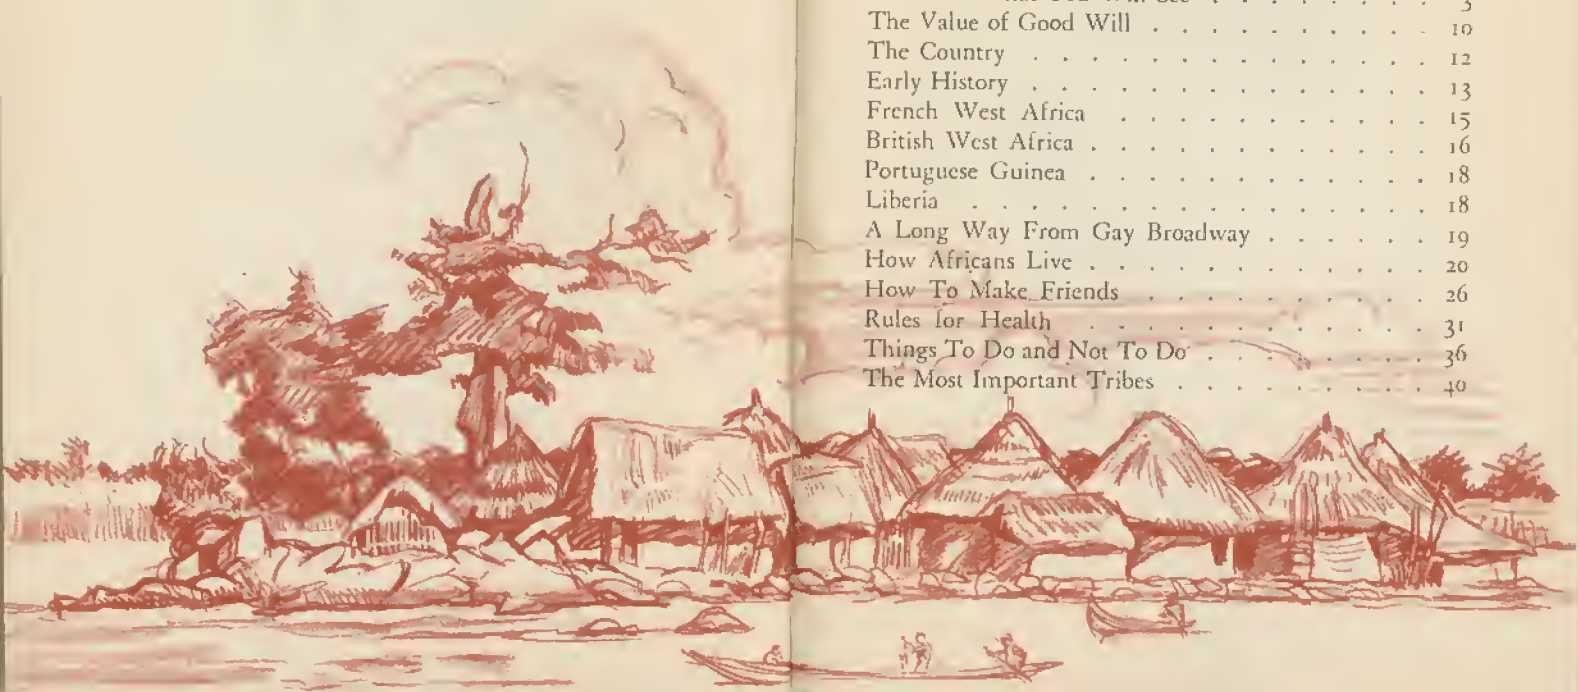 Will See . . . . . . . . 3
The Value of Good Will . . . . . . . . . . 10
The Country . . . . . . . . . . . . . . 12
Early History . . . . . . . . . . . . . . 13
French West Africa . . . . . . . . . . . 15
British West Africa . . . . . . . . . . . . 16
Portuguese Guinea . . . . . . . . . . . . 18
Liberia . . . . . . . . . . . . . . . . 18
A Long Way From Gay Broadway . . . . . . 19
How Africans Live . . . . . . . . . . . . 20
How To Make Friends . . . . . . . . . . 26
Rules for Health . . . . . . . . . . . . 31
Things To Do and Not To Do . . . . . . . . 36
The Most Important Tribes . . . . . . . . . 40